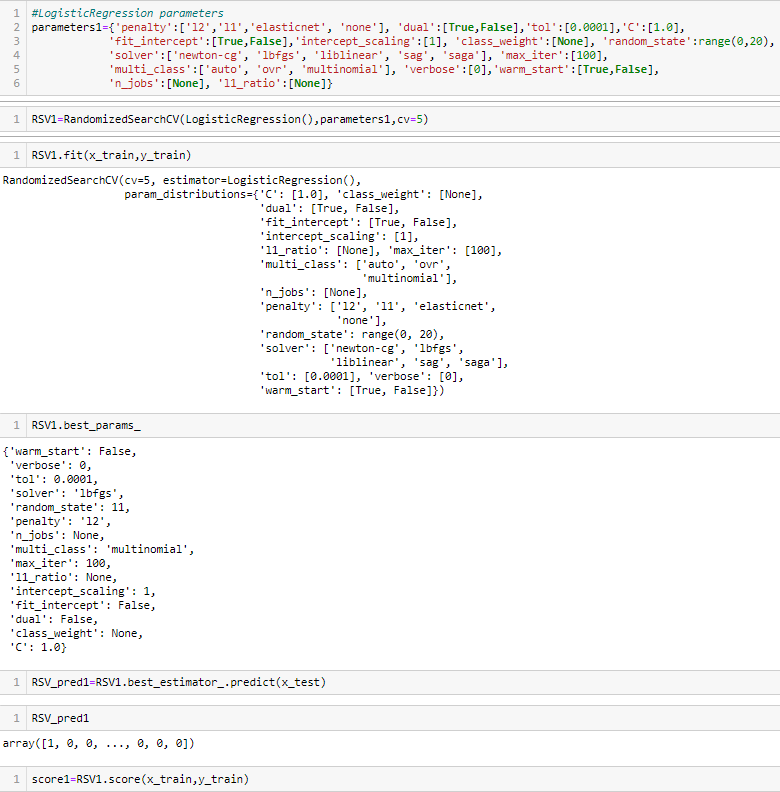 1 #LogisticRegression parameters
2 parameters1={'penalty':['l2','l1','elasticnet', 'none'], 'dual':[True,False],'tol':[0.0001],'C':[1.0],
3 'fit_intercept':[True,False],'intercept_scaling':[1], 'class_weight':[None], 'random_state':range(0,20),
4 'solver':['newton-cg', 'lbfgs', 'liblinear', 'sag', 'saga'], 'max_iter':[100],
5 'multi_class':['auto', 'ovr', 'multinomial'], 'verbose':[0],'warm_start':[True,False],
6 'n_jobs':[None], 'l1_ratio':[None]}
1 RSV1=RandomizedSearchCV(LogisticRegression(),parameters1,cv=5)
1 RSV1.fit(x_train,y_train)
RandomizedSearchCV(cv=5, estimator=LogisticRegression(),
param_distributions={'C': [1.0], 'class_weight': [None],
'dual': [True, False],
'fit_intercept': [True, False],
'intercept_scaling': [1],
'l1_ratio': [None], 'max_iter': [100],
'multi_class': ['auto', 'ovr',
'multinomial'],
'n_jobs': [None],
'penalty': ['l2', 'l1', 'elasticnet',
'none'],
'random_state': range(0, 20),
'solver': ['newton-cg', 'lbfgs',
'liblinear', 'sag', 'saga'],
'tol': [0.0001], 'verbose': [0],
'warm_start': [True, False]})
1 RSV1.best_params_
{'warm_start': False,
'verbose': 0,
'tol': 0.0001,
'solver': 'lbfgs',
'random_state': 11,
'penalty': 'l2',
'n_jobs': None,
'multi_class': 'multinomial',
'max_iter': 100,
'l1_ratio': None,
'intercept_scaling': 1,
'fit_intercept': False,
'dual': False,
'class_weight': None,
'C': 1.0}
1 RSV_pred1=RSV1.best_estimator_.predict(x_test)
1 RSV_pred1
array([1, 0, 0, ..., 0, 0, 0])
1 score1=RSV1.score(x_train,y_train)